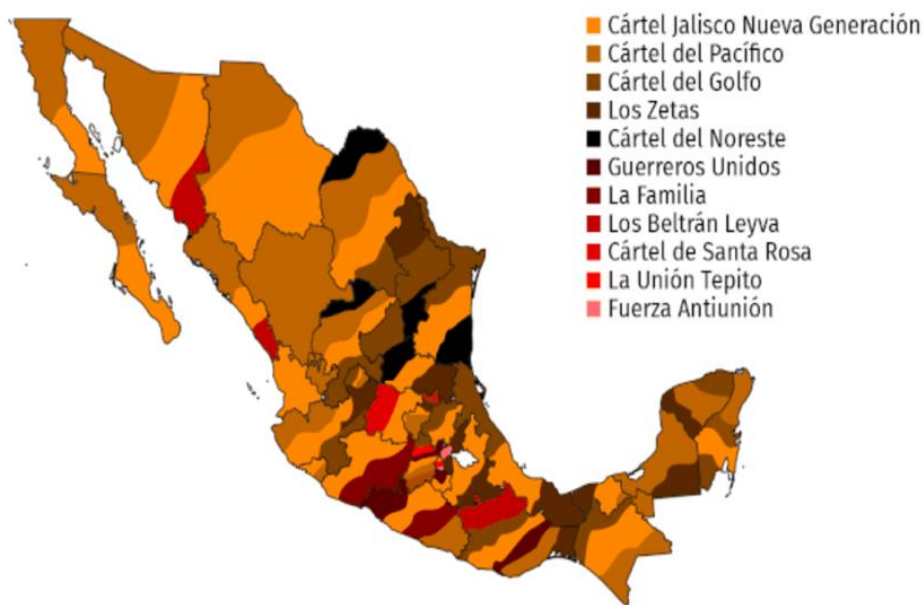 Cártel Jalisco Nueva Generación
Cártel del Pacífico
Cártel del Golfo
Los Zetas
Cártel del Noreste
Guerreros Unidos
La Familia
Los Beltrán Leyva
Cártel de Santa Rosa
La Unión Tepito
Fuerza Antiunión